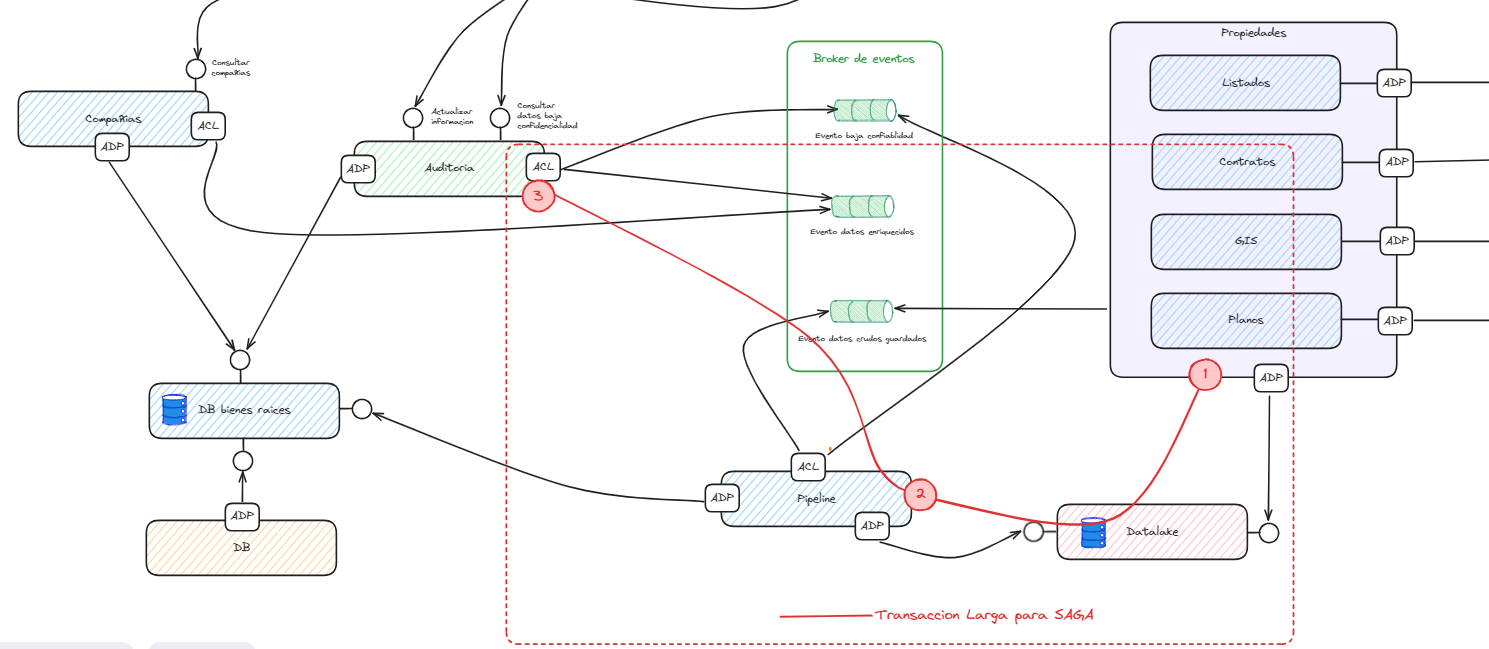 Propiedades
Broker de eventos
Consultar
compañias
Listados
ADP
Compañias
ACL
ADP
Actualizar
informacion
Consultar
datos baja
confidencialidad
Evento baja confiablidad
ADP
Auditoria
ACL
3
Contratos
ADP
Evento datos enriquecidos
GIS
ADP
Evento datos crudos guardados
Planos
ADP
1
ADP
DB bienes raices
ACL
ADP
Pipeline
2
ADP
Datalake
ADP
DB
Transaccion Larga para SAGA